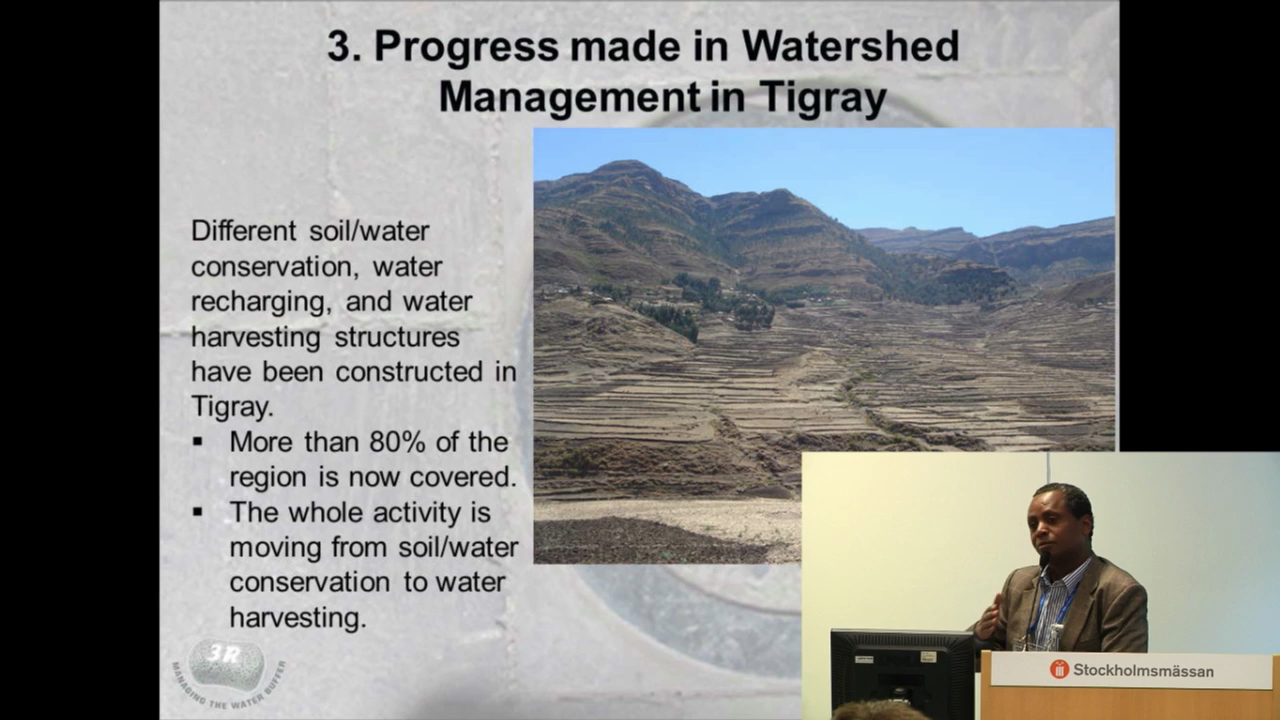 3. Progress made in Watershed
Management in Tigray
Different soil/water
conservation, water
recharging, and water
harvesting structures
have been constructed in
Tigray.
▪ More than 80% of the
region is now covered.
▪ The whole activity is
moving from soil/water
conservation to water
harvesting.
3R
MANAGING THE WATER BUFFER
Stockholmsmässan